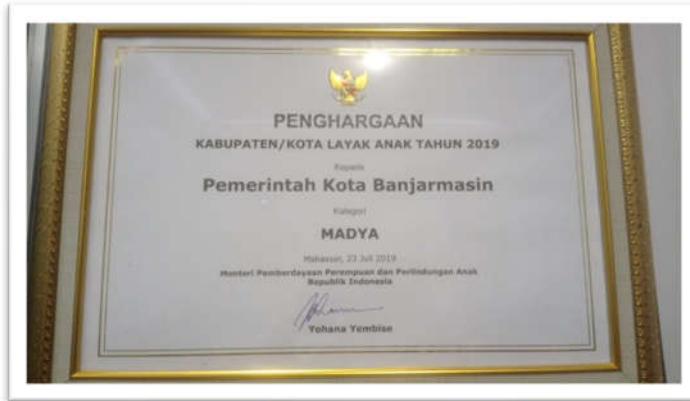 PENGHARGAAN
KABUPATEN/KOTA LAYAK ANAK TAHUN 2019
Kepada
Pemerintah Kota Banjarmasin
Kategori
MADYA
Makassar, 23 Juli 2019
Menteri Pemberdayaan Perempuan dan Perlindungan Anak
Republik Indonesia
Yohana Yembise